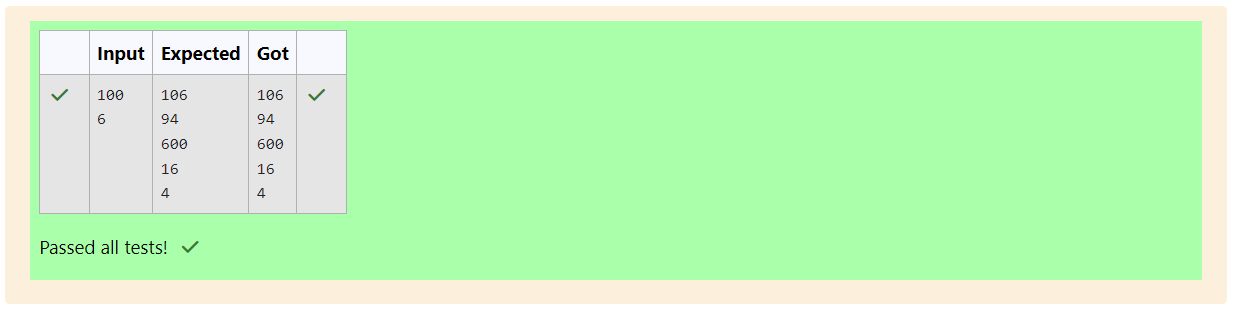 Input Expected Got
100 106 106
6 94 94
600 600
16 16
4 4
Passed all tests!